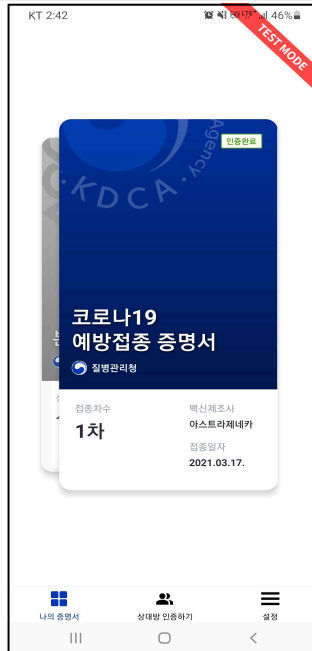 KT 2:42
46%
TEST MODE
Agency
KDCA
인증완료
코로나19
예방접종 증명서
질병관리청
접종차수
1차
백신제조사
아스트라제네카
접종일자
2021.03.17.
나의 증명서
상대방 인증하기
설정